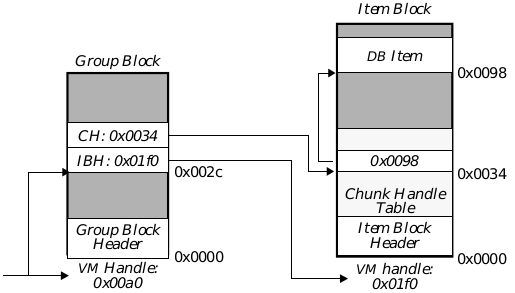 Item Block
DB Item
Group Block
0x0098
CH: 0x0034
IBH: 0x01f0
0x002c
0x0098
0x0034
Chunk Handle
Table
Group Block
Header
Item Block
Header
0x0000
0x0000
VM Handle:
0x00a0
VM handle:
0x01f0